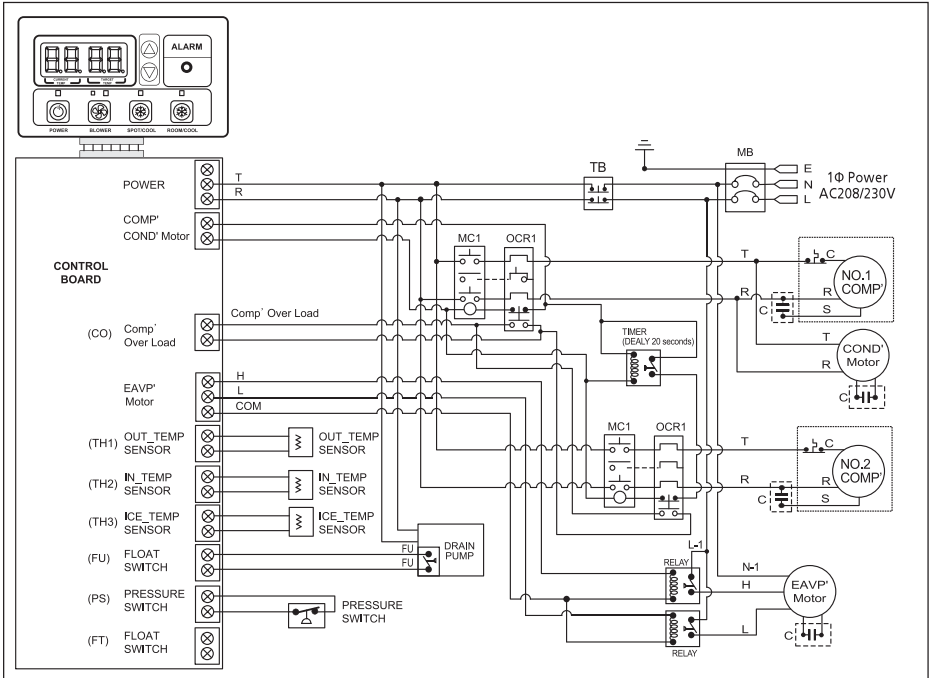 ALARM
CURRENT TEMP
TARGET TEMP
POWER
BLOWER
SPOT/COOL
ROOM/COOL
CONTROL
BOARD
POWER
T
R
COMP'
COND' Motor
(CO)
Comp'
Over Load
Comp' Over Load
EAVP'
Motor
H
L
COM
(TH1)
OUT_TEMP
SENSOR
OUT_TEMP
SENSOR
(TH2)
IN_TEMP
SENSOR
IN_TEMP
SENSOR
(TH3)
ICE_TEMP
SENSOR
ICE_TEMP
SENSOR
(FU)
FLOAT
SWITCH
FU
FU
DRAIN
PUMP
(PS)
PRESSURE
SWITCH
PRESSURE
SWITCH
(FT)
FLOAT
SWITCH
TB
MB
E
N
L
1Φ Power
AC208/230V
MC1
OCR1
T
R
C
NO.1
COMP'
R
S
C
TIMER
(DEALY 20 seconds)
T
R
COND'
Motor
C
MC1
OCR1
T
R
C
NO.2
COMP'
R
S
C
L-1
RELAY
N-1
H
L
EAVP'
Motor
C
RELAY